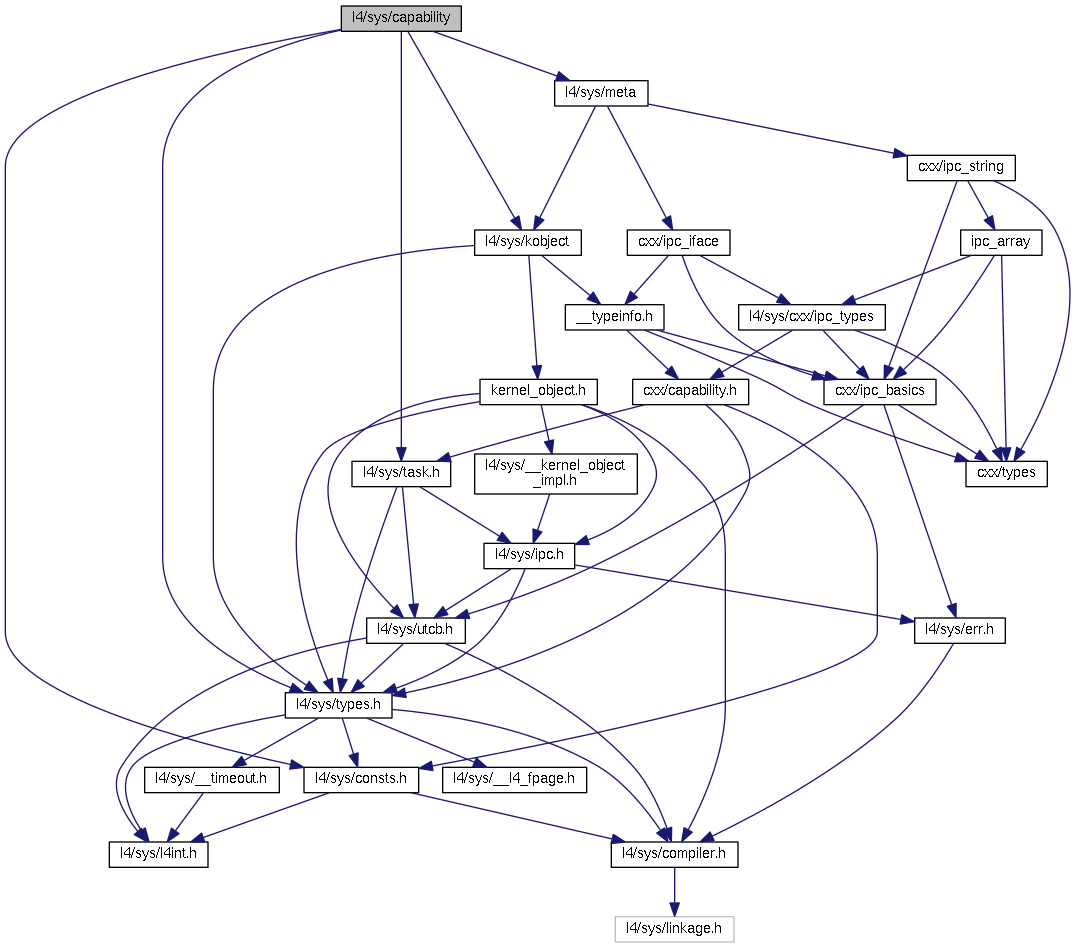 l4/sys/capability
l4/sys/meta
cxx/ipc_string
l4/sys/kobject
cxx/ipc_iface
ipc_array
__typeinfo.h
l4/sys/cxx/ipc_types
kernel_object.h
cxx/capability.h
cxx/ipc_basics
l4/sys/task.h
l4/sys/__kernel_object
_impl.h
cxx/types
l4/sys/ipc.h
l4/sys/utcb.h
l4/sys/err.h
l4/sys/types.h
l4/sys/__timeout.h
l4/sys/consts.h
l4/sys/__l4_fpage.h
l4/sys/l4int.h
l4/sys/compiler.h
l4/sys/linkage.h